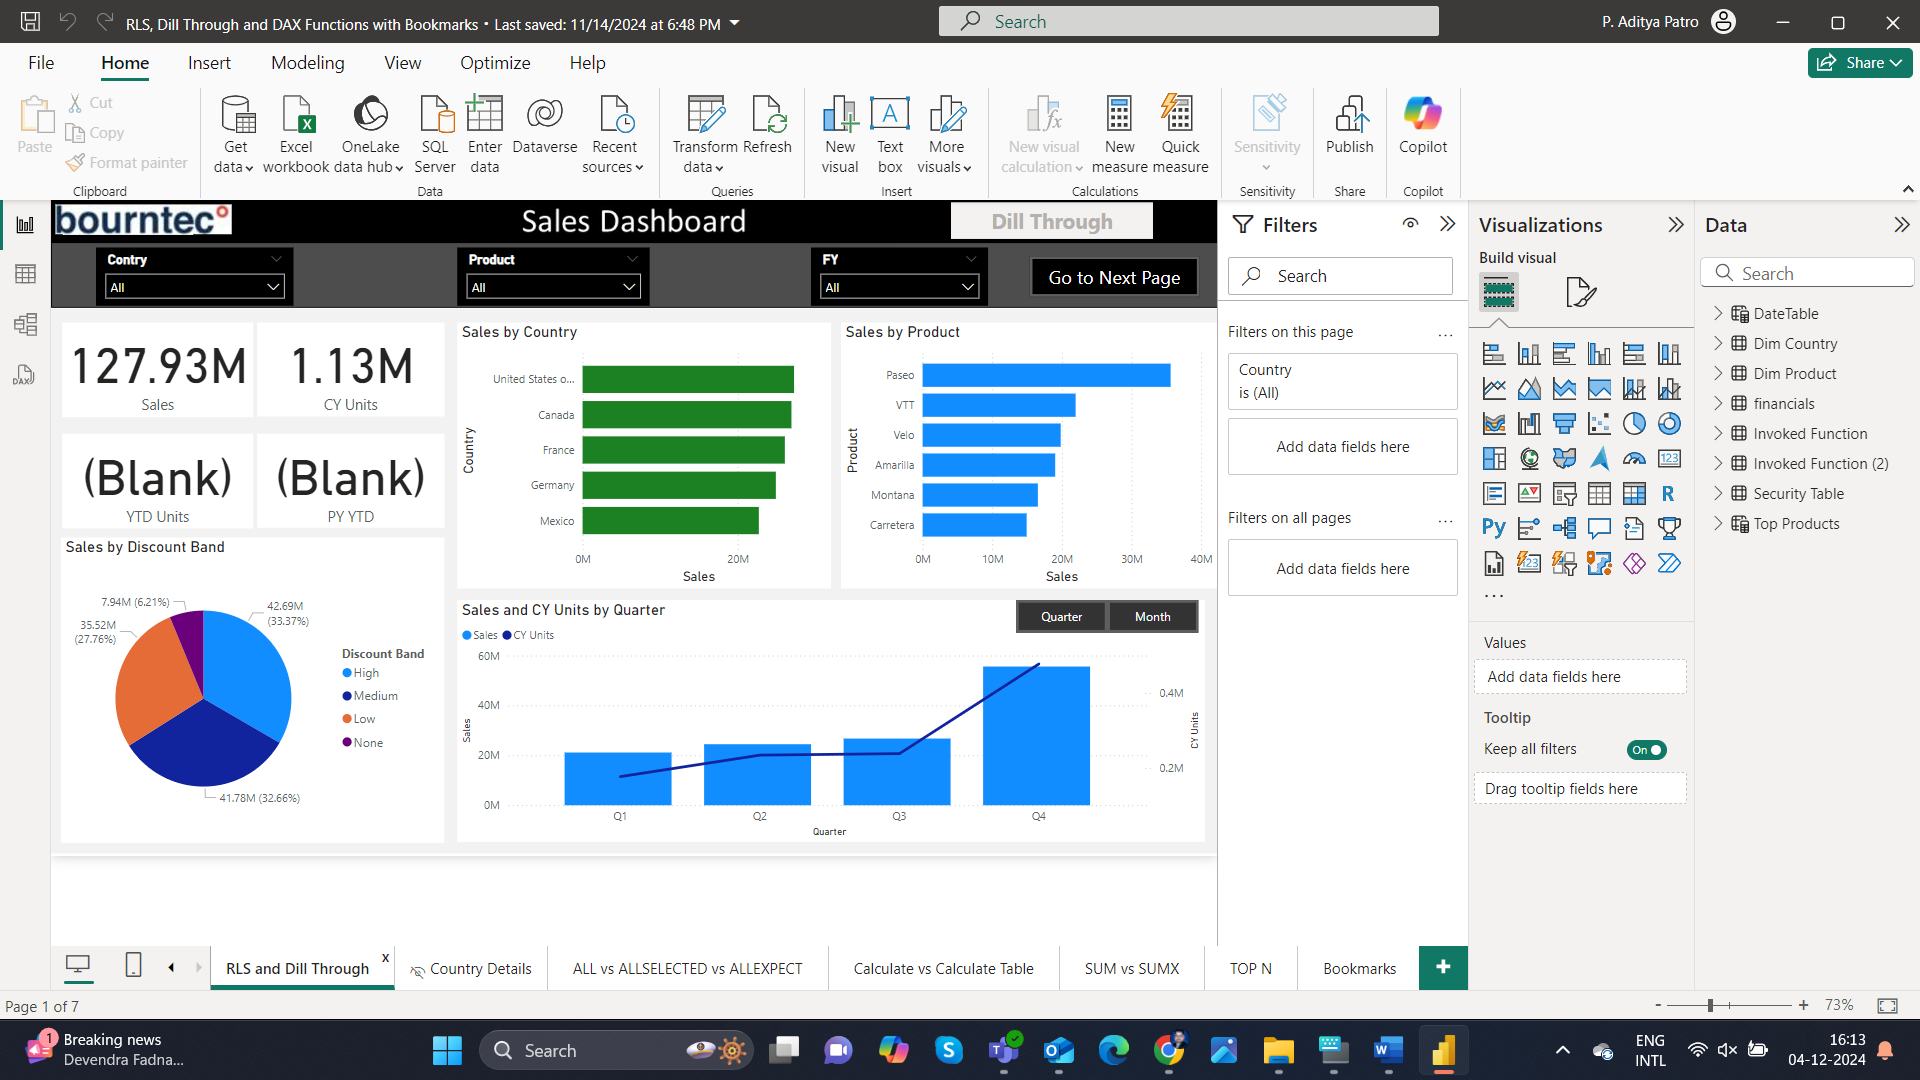 RLS, Dill Through and DAX Functions with Bookmarks • Last saved: 11/14/2024 at 6:48 PM
Search
P. Aditya Patro
File
Home
Insert
Modeling
View
Optimize
Help
Share
Paste
Cut
Copy
Format painter
Clipboard
Get data
Excel workbook
OneLake data hub
SQL Server
Enter data
Dataverse
Recent sources
Data
Transform data
Refresh
Queries
New visual
Text box
More visuals
Insert
New visual calculation
New measure
Quick measure
Calculations
Sensitivity
Sensitivity
Publish
Share
Copilot
Copilot
bourntec
Sales Dashboard
Dill Through
Contry
All
Product
All
FY
All
Go to Next Page
127.93M
Sales
1.13M
CY Units
(Blank)
YTD Units
(Blank)
PY YTD
Sales by Country
Country
United States o...
Canada
France
Germany
Mexico
0M
20M
Sales
Sales by Product
Product
Paseo
VTT
Velo
Amarilla
Montana
Carretera
0M
10M
20M
30M
40M
Sales
Sales by Discount Band
7.94M (6.21%)
42.69M
(33.37%)
35.52M
(27.76%)
41.78M (32.66%)
Discount Band
High
Medium
Low
None
Sales and CY Units by Quarter
Quarter
Month
Sales
CY Units
60M
40M
20M
0M
Sales
0.4M
0.2M
CY Units
Q1
Q2
Q3
Q4
Quarter
Filters
Search
Filters on this page
...
Country
is (All)
Add data fields here
Filters on all pages
...
Add data fields here
Visualizations
Build visual
123
R
Py
123
...
Values
Add data fields here
Tooltip
Keep all filters
On
Drag tooltip fields here
Data
Search
DateTable
Dim Country
Dim Product
financials
Invoked Function
Invoked Function (2)
Security Table
Top Products
DAX
RLS and Dill Through
x
Country Details
ALL vs ALLSELECTED vs ALLEXPECT
Calculate vs Calculate Table
SUM vs SUMX
TOP N
Bookmarks
+
Page 1 of 7
-
+
73%
1
Breaking news
Devendra Fadna...
Search
ENG
INTL
16:13
04-12-2024